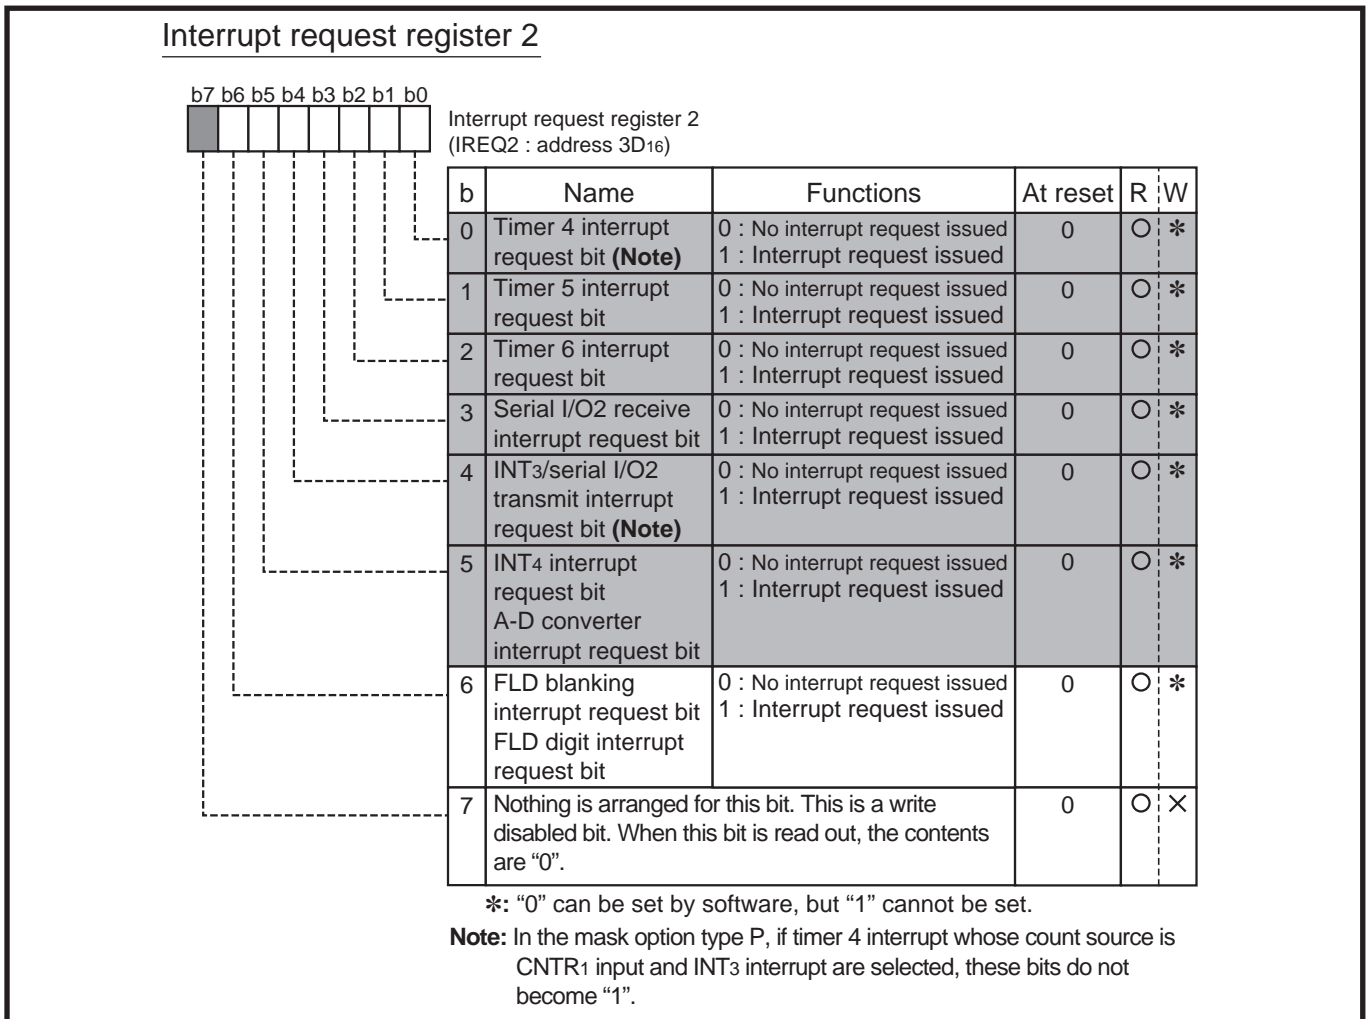 Interrupt request register 2
b7 b6 b5 b4 b3 b2 b1 b0
Interrupt request register 2
(IREQ2 : address 3D16)
b Name Functions At reset R W
0 Timer 4 interrupt 0 : No interrupt request issued 0 ○ ✻
request bit (Note) 1 : Interrupt request issued
1 Timer 5 interrupt 0 : No interrupt request issued 0 ○ ✻
request bit 1 : Interrupt request issued
2 Timer 6 interrupt 0 : No interrupt request issued 0 ○ ✻
request bit 1 : Interrupt request issued
3 Serial I/O2 receive 0 : No interrupt request issued 0 ○ ✻
interrupt request bit 1 : Interrupt request issued
4 INT3/serial I/O2 0 : No interrupt request issued 0 ○ ✻
transmit interrupt 1 : Interrupt request issued
request bit (Note)
5 INT4 interrupt 0 : No interrupt request issued 0 ○ ✻
request bit 1 : Interrupt request issued
A-D converter
interrupt request bit
6 FLD blanking 0 : No interrupt request issued 0 ○ ✻
interrupt request bit 1 : Interrupt request issued
FLD digit interrupt
request bit
7 Nothing is arranged for this bit. This is a write 0 ○ ×
disabled bit. When this bit is read out, the contents
are “0”.
✻: “0” can be set by software, but “1” cannot be set.
Note: In the mask option type P, if timer 4 interrupt whose count source is
CNTR1 input and INT3 interrupt are selected, these bits do not
become “1”.